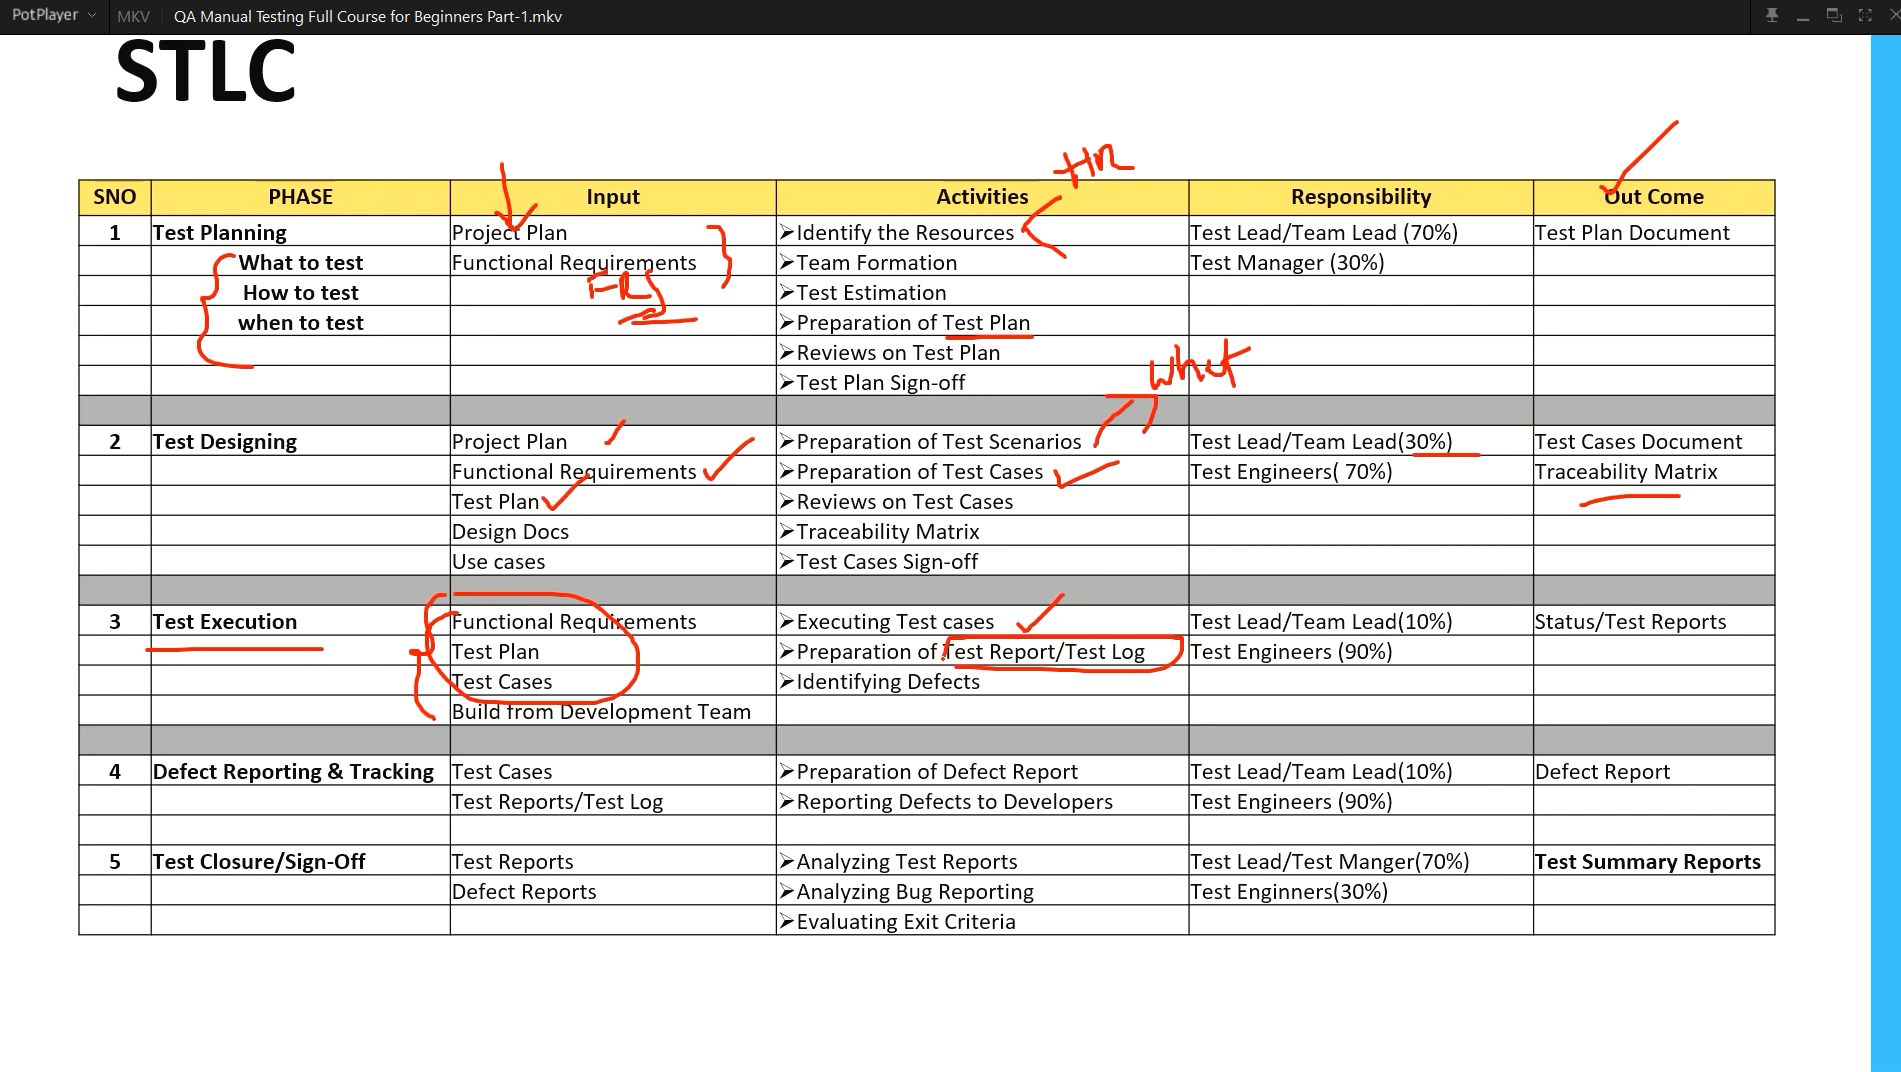 PotPlayer MKV QA Manual Testing Full Course for Beginners Part-1.mkv
STLC
HR
SNO PHASE Input Activities Responsibility Out Come
1 Test Planning Project Plan ➢Identify the Resources Test Lead/Team Lead (70%) Test Plan Document
What to test Functional Requirements ➢Team Formation Test Manager (30%)
How to test FRS ➢Test Estimation
when to test ➢Preparation of Test Plan
➢Reviews on Test Plan
What
➢Test Plan Sign-off
2 Test Designing Project Plan ➢Preparation of Test Scenarios Test Lead/Team Lead(30%) Test Cases Document
Functional Requirements ➢Preparation of Test Cases Test Engineers( 70%) Traceability Matrix
Test Plan ➢Reviews on Test Cases
Design Docs ➢Traceability Matrix
Use cases ➢Test Cases Sign-off
3 Test Execution Functional Requirements ➢Executing Test cases Test Lead/Team Lead(10%) Status/Test Reports
Test Plan ➢Preparation of Test Report/Test Log Test Engineers (90%)
Test Cases ➢Identifying Defects
Build from Development Team
4 Defect Reporting & Tracking Test Cases ➢Preparation of Defect Report Test Lead/Team Lead(10%) Defect Report
Test Reports/Test Log ➢Reporting Defects to Developers Test Engineers (90%)
5 Test Closure/Sign-Off Test Reports ➢Analyzing Test Reports Test Lead/Test Manger(70%) Test Summary Reports
Defect Reports ➢Analyzing Bug Reporting Test Enginners(30%)
➢Evaluating Exit Criteria